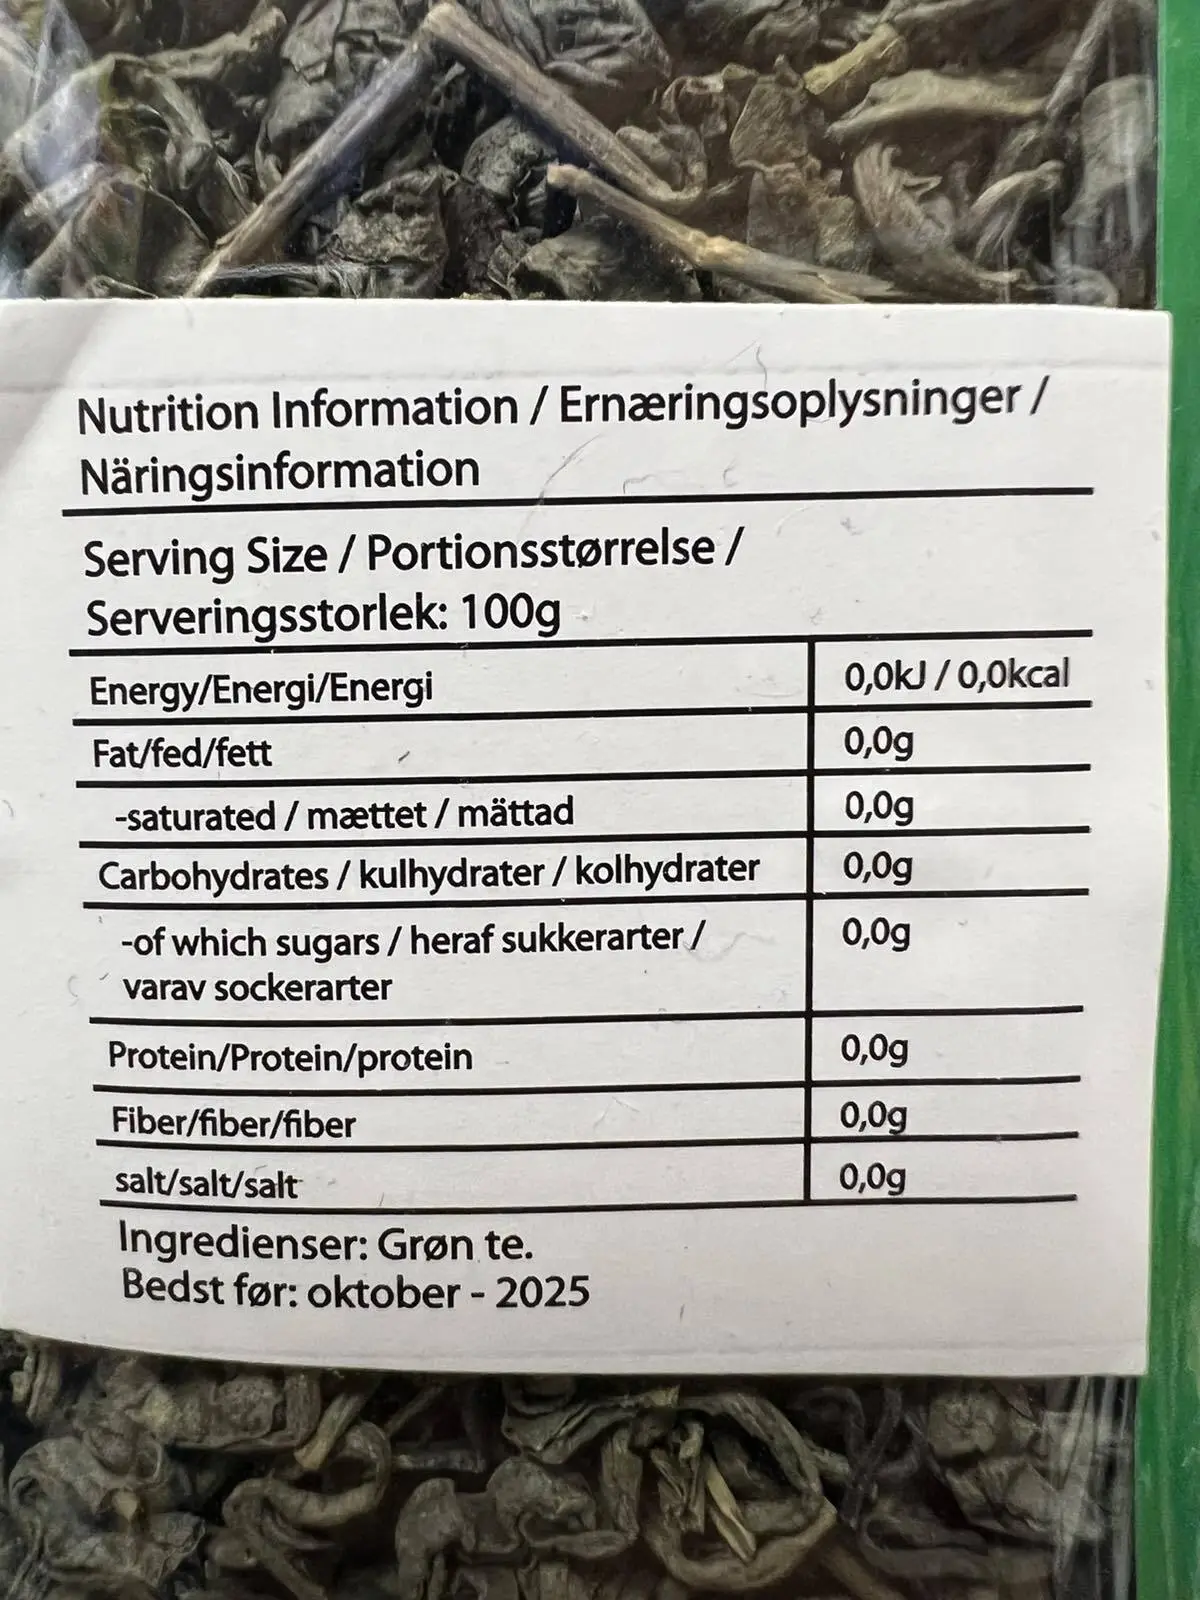 Nutrition Information / Ernæringsoplysninger /
Näringsinformation
Serving Size / Portionsstørrelse /
Serveringsstorlek: 100g
Energy/Energi/Energi 0,0kJ / 0,0kcal
Fat/fed/fett 0,0g
-saturated / mættet / mättad 0,0g
Carbohydrates / kulhydrater / kolhydrater 0,0g
-of which sugars / heraf sukkerarter / 0,0g
varav sockerarter
Protein/Protein/protein 0,0g
Fiber/fiber/fiber 0,0g
salt/salt/salt 0,0g
Ingredienser: Grøn te.
Bedst før: oktober - 2025